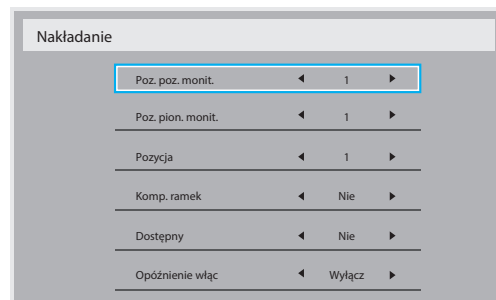 Nakładanie
Poz. poz. monit. 1
Poz. pion. monit. 1
Pozycja 1
Komp. ramek Nie
Dostępny Nie
Opóźnienie włąc Wyłącz